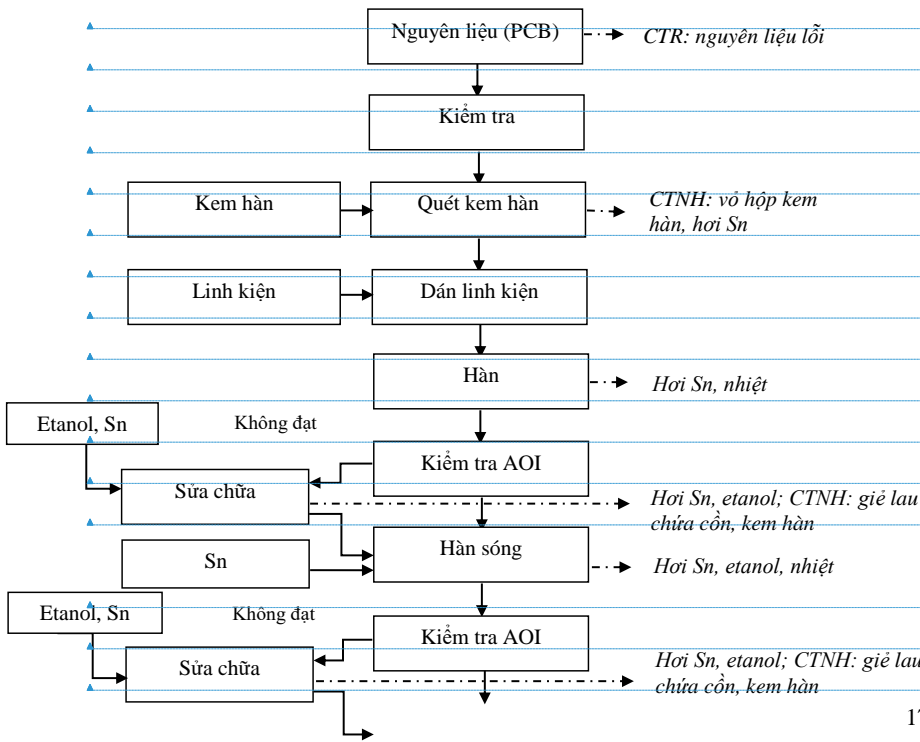 Nguyên liệu (PCB)
CTR: nguyên liệu lỗi
Kiểm tra
Kem hàn
Quét kem hàn
CTNH: vỏ hộp kem
hàn, hơi Sn
Linh kiện
Dán linh kiện
Hàn
Hơi Sn, nhiệt
Etanol, Sn
Không đạt
Kiểm tra AOI
Sửa chữa
Hơi Sn, etanol; CTNH: giẻ lau
chứa cồn, kem hàn
Sn
Hàn sóng
Hơi Sn, etanol, nhiệt
Etanol, Sn
Không đạt
Kiểm tra AOI
Sửa chữa
Hơi Sn, etanol; CTNH: giẻ lau
chứa cồn, kem hàn